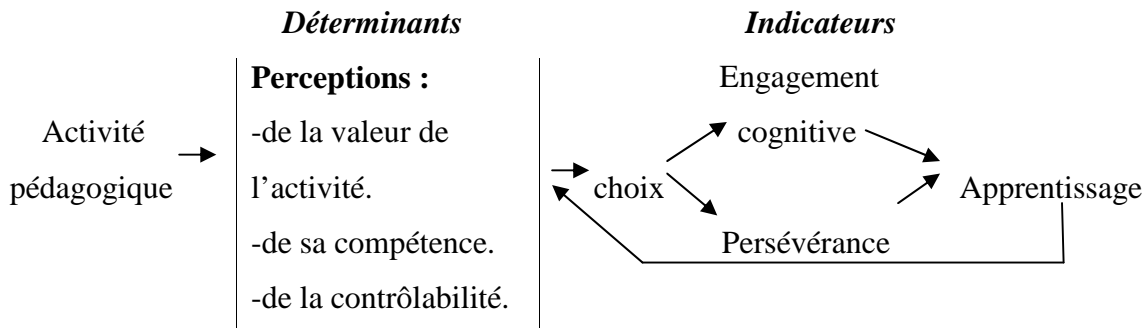 Déterminants
Indicateurs
Activité
pédagogique
Perceptions :
-de la valeur de
l’activité.
-de sa compétence.
-de la contrôlabilité.
choix
Engagement
cognitive
Persévérance
Apprentissage